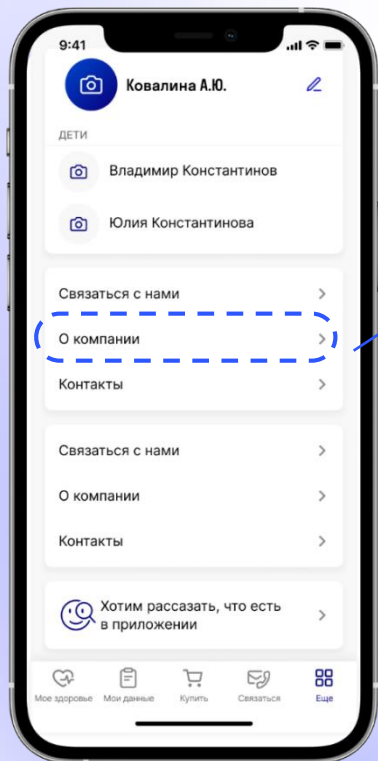 9:41
Ковалина А.Ю.
ДЕТИ
Владимир Константинов
Юлия Константинова
Связаться с нами
О компании
Контакты
Связаться с нами
О компании
Контакты
Хотим рассазать, что есть
в приложении
Мое здоровье Мои данные Купить Связаться Еще